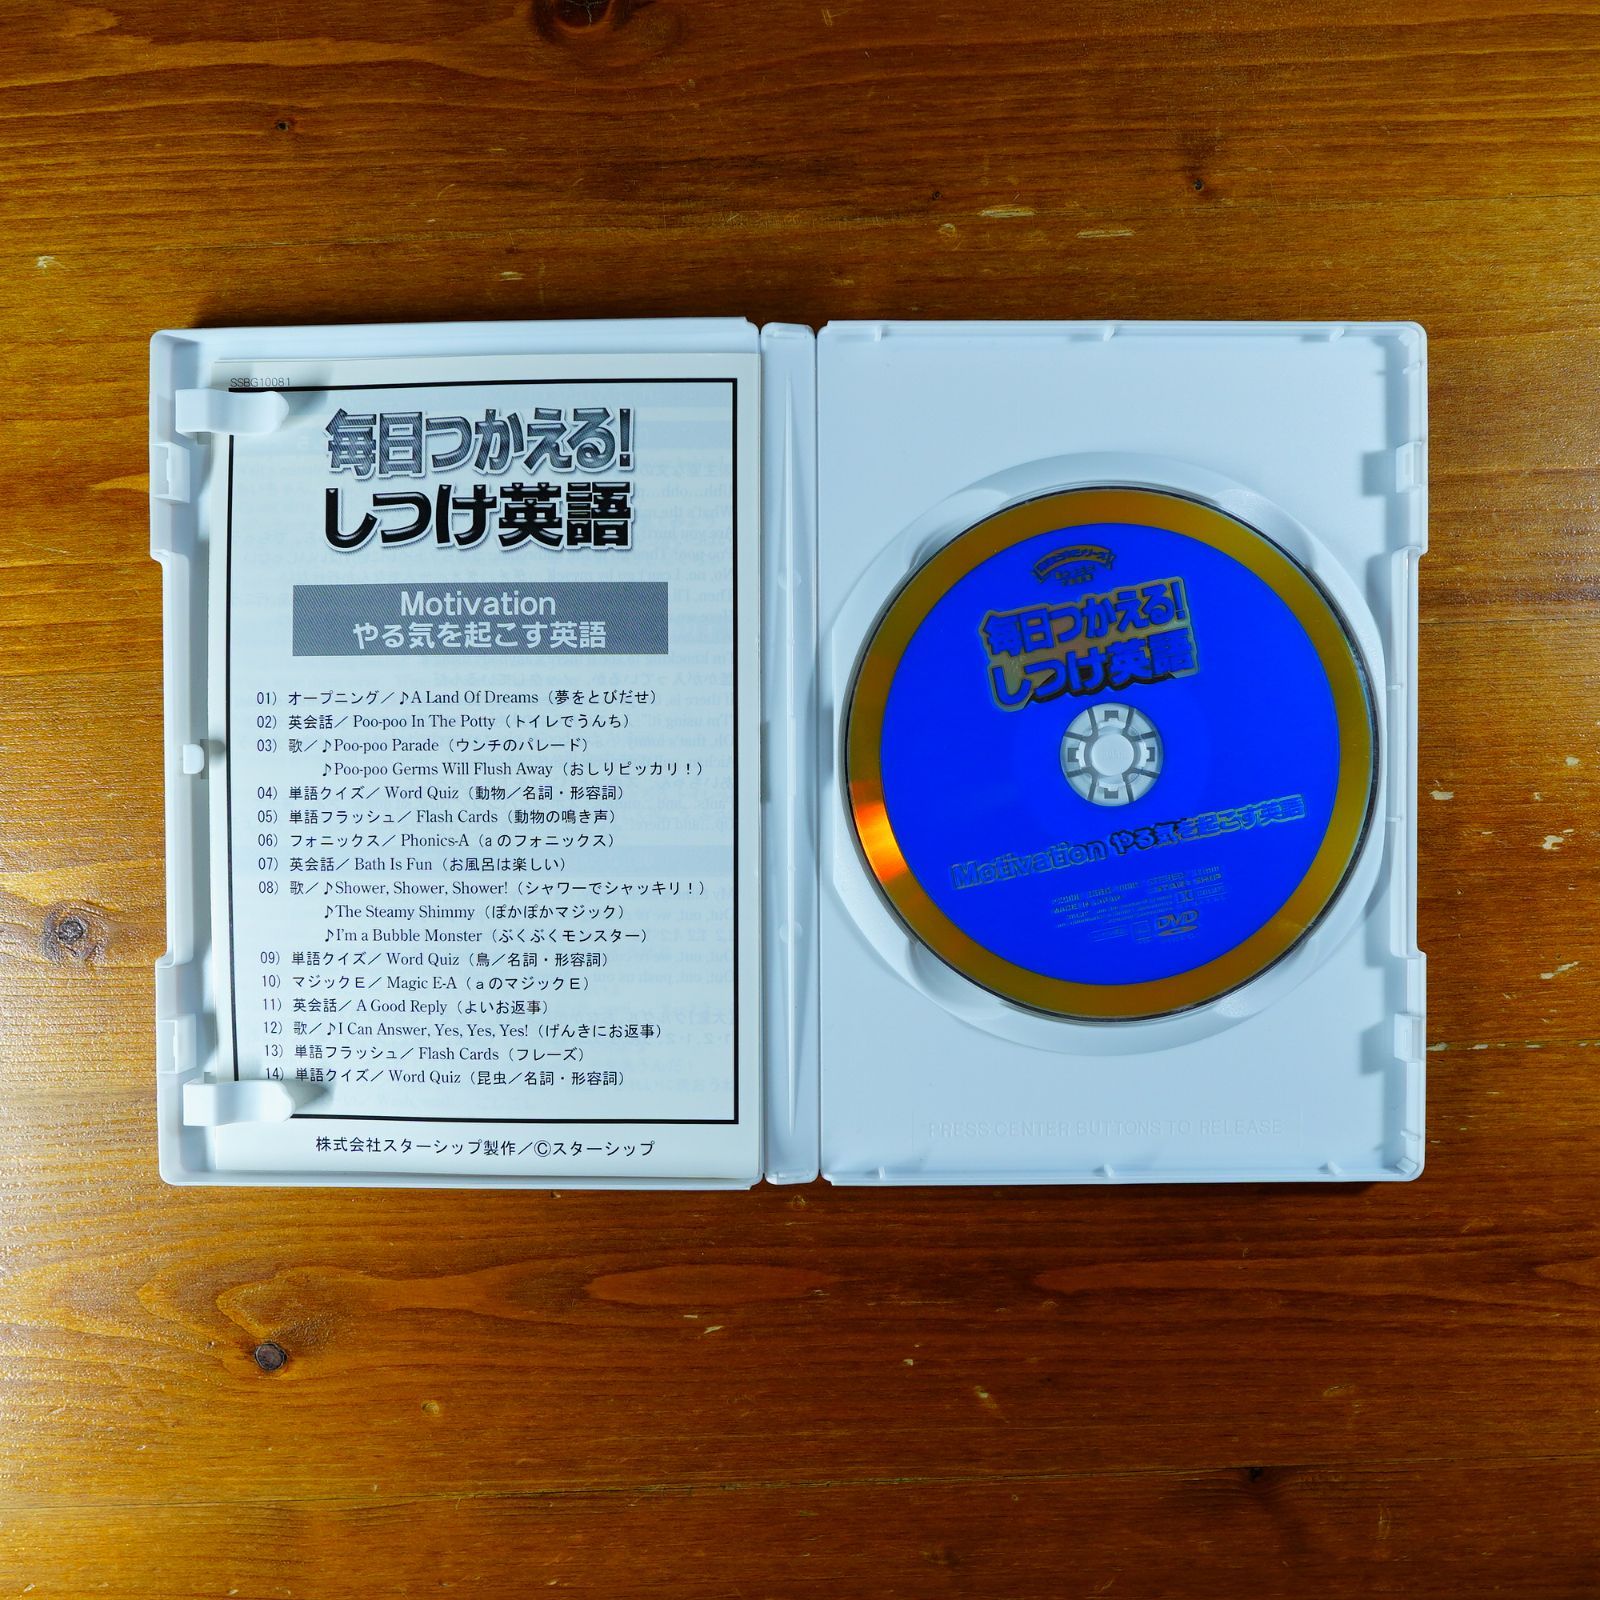 SSBG10081
毎日つかえる!
しつけ英語
Motivation
やる気を起こす英語
01) オープニング／♪A Land Of Dreams（夢をとびだせ）
02) 英会話／Poo-poo In The Potty（トイレでうんち）
03) 歌／♪Poo-poo Parade（ウンチのパレード）
♪Poo-poo Germs Will Flush Away（おしりピッカリ！）
04) 単語クイズ／Word Quiz（動物／名詞・形容詞）
05) 単語フラッシュ／Flash Cards（動物の鳴き声）
06) フォニックス／Phonics-A（aのフォニックス）
07) 英会話／Bath Is Fun（お風呂は楽しい）
08) 歌／♪Shower, Shower, Shower!（シャワーでシャッキリ！）
♪The Steamy Shimmy（ぽかぽかマジック）
♪I'm a Bubble Monster（ぶくぶくモンスター）
09) 単語クイズ／Word Quiz（鳥／名詞・形容詞）
10) マジックE／Magic E-A（aのマジックE）
11) 英会話／A Good Reply（よいお返事）
12) 歌／♪I Can Answer, Yes, Yes, Yes!（げんきにお返事）
13) 単語フラッシュ／Flash Cards（フレーズ）
14) 単語クイズ／Word Quiz（昆虫／名詞・形容詞）
株式会社スターシップ製作／©スターシップ
毎日つかえる!
しつけ英語
Motivation やる気を起こす英語
DVD
PRESS CENTER BUTTONS TO RELEASE